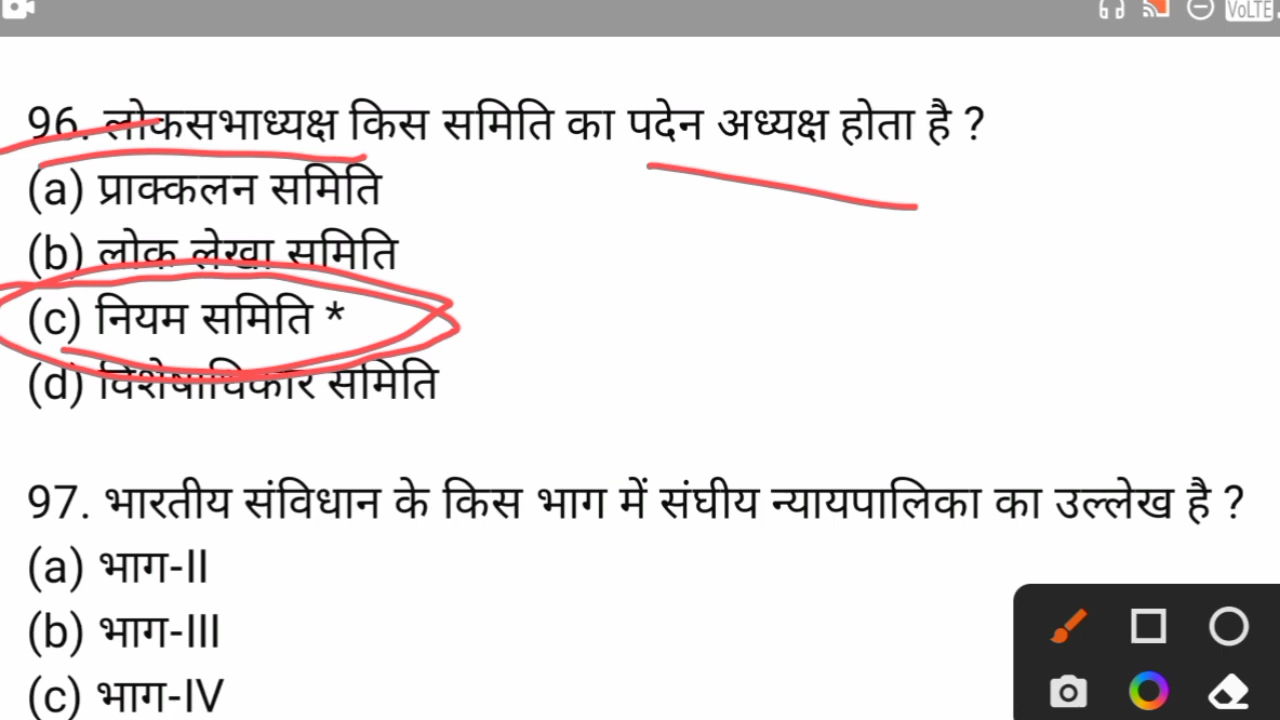 VoLTE
96. लोकसभाध्यक्ष किस समिति का पदेन अध्यक्ष होता है ?
(a) प्राक्कलन समिति
(b) लोक लेखा समिति
(c) नियम समिति *
(d) विशेषाधिकार समिति
97. भारतीय संविधान के किस भाग में संघीय न्यायपालिका का उल्लेख है ?
(a) भाग-II
(b) भाग-III
(c) भाग-IV